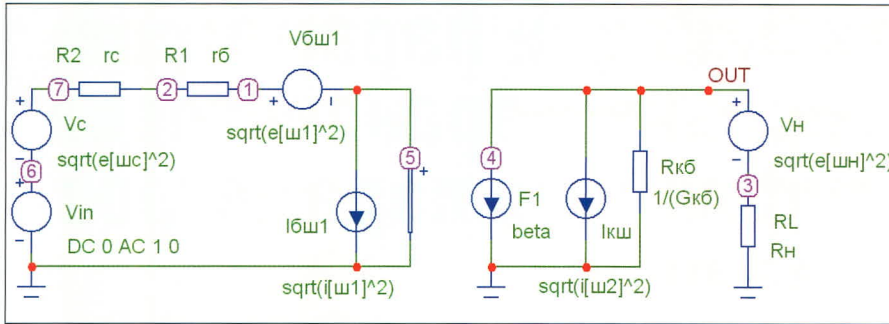 Vбш1
R2 rc R1 rб
OUT
7 2 1
+ + ı +
Vc
sqrt(e[ш1]^2)
Vн
sqrt(e[шc]^2)
5 +
4
Rкб
sqrt(e[шн]^2)
6
3
+
Vin
Iбш1
F1
Iкш
1/(Gкб)
RL
beta
Rн
DC 0 AC 1 0
sqrt(i[ш1]^2)
sqrt(i[ш2]^2)